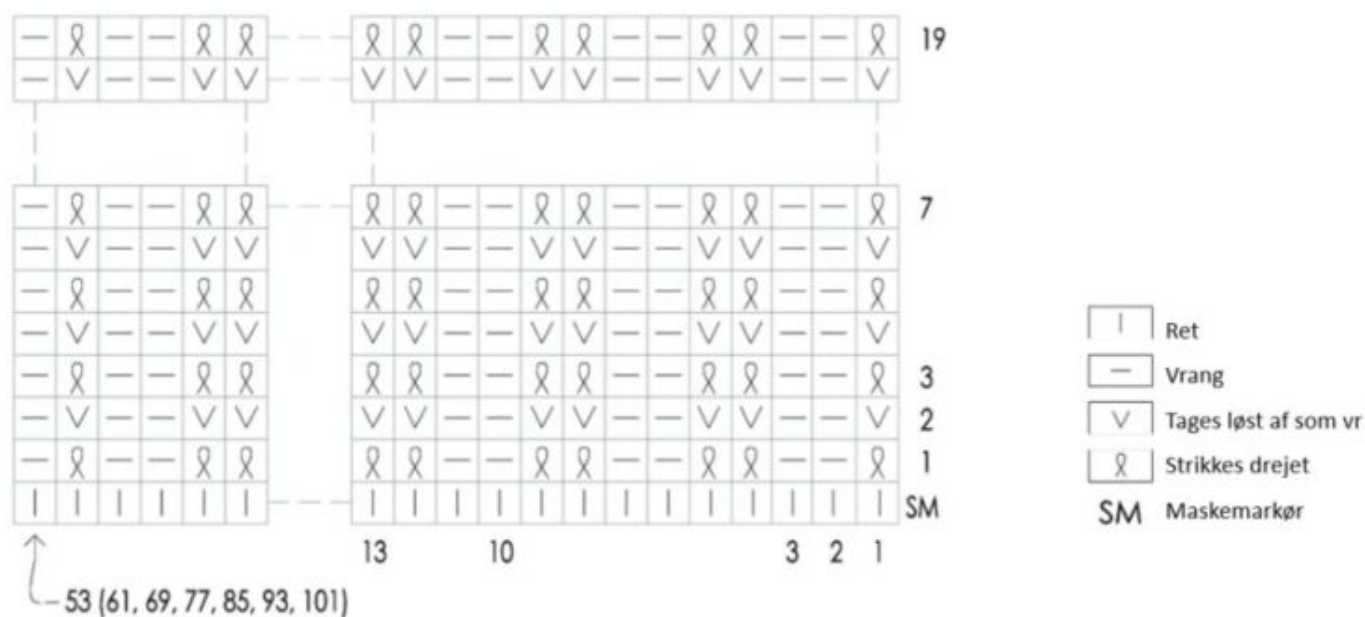 19
7
3
2
1
SM
13 10 3 2 1
53 (61, 69, 77, 85, 93, 101)
Ret
Vrang
Tages løst af som vr
Strikkes drejet
SM Maskemarkør